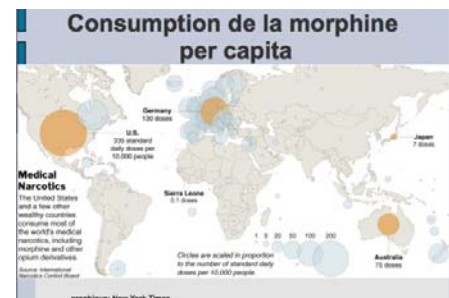 Consumption de la morphine
per capita
Germany
130 doses
U.S.
335 standard
daily doses per
10,000 people
Japan
7 doses
Medical
Narcotics
The United States
and a few other
wealthy countries
consume most of
the world's medical
narcotics, including
morphine and other
opium derivatives.
Source: International
Narcotics Control Board
Sierra Leone
0.1 doses
1 5 20 50 100 200
Circles are scaled in proportion
to the number of standard daily
doses per 10,000 people.
Australia
75 doses
New York Times